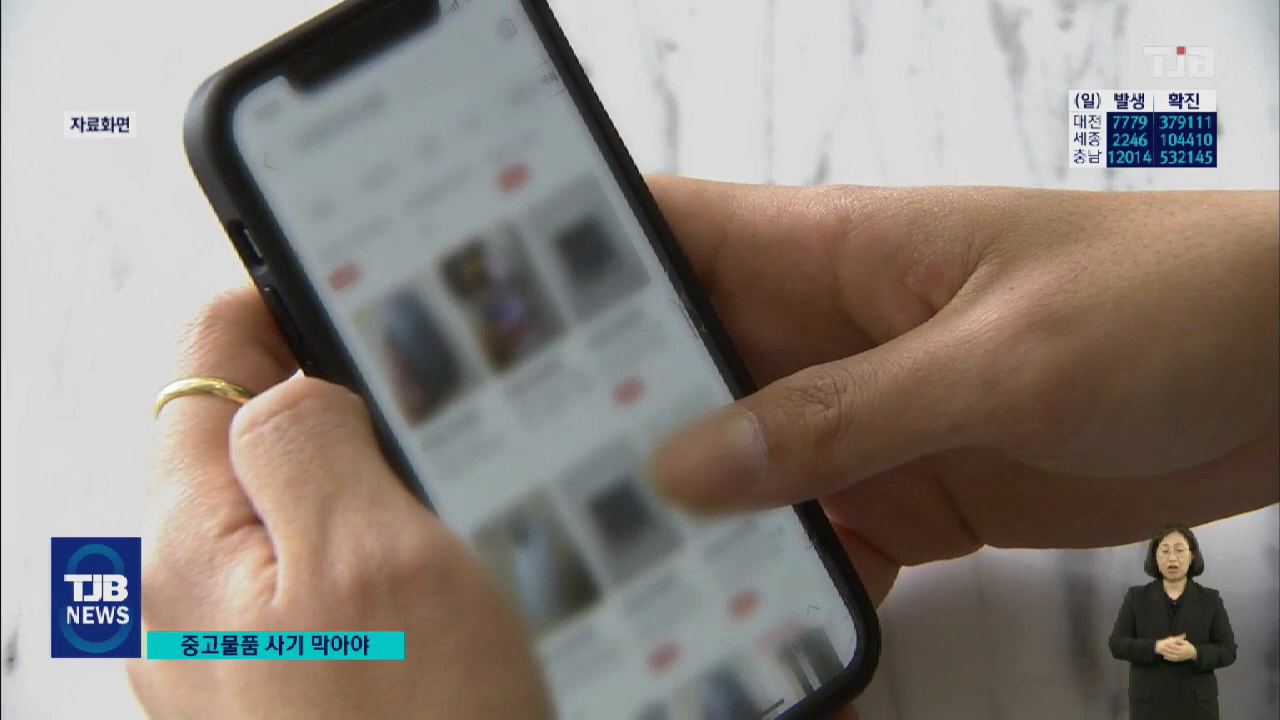 TJB
자료화면
(일) 발생 확진
대전 7779 379111
세종 2246 104410
충남 12014 532145
TJB
NEWS
중고물품 사기 막아야